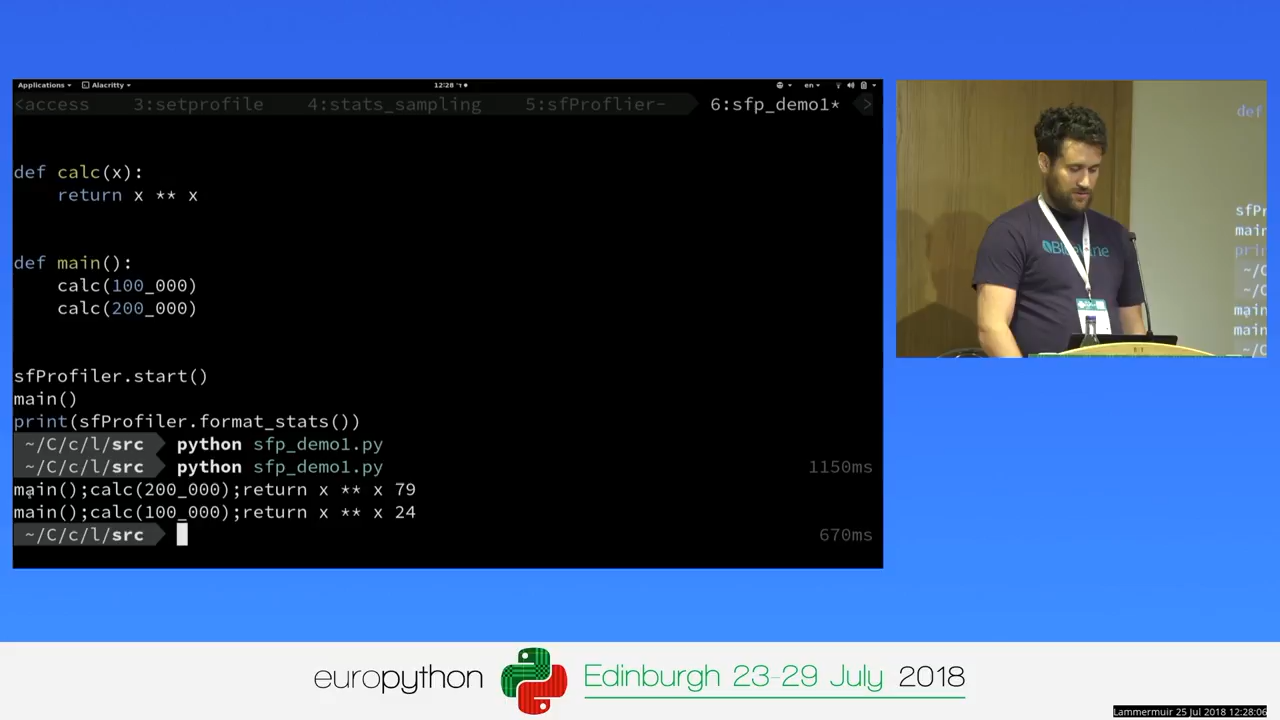 Applications
Alacritty
12:28
en
<access 3:setprofile 4:stats_sampling 5:sfProflier- 6:sfp_demo1* >
def calc(x):
return x ** x
def main():
calc(100_000)
calc(200_000)
sfProfiler.start()
main()
print(sfProfiler.format_stats())
~/C/c/l/src python sfp_demo1.py
~/C/c/l/src python sfp_demo1.py 1150ms
main();calc(200_000);return x ** x 79
main();calc(100_000);return x ** x 24
~/C/c/l/src 670ms
def
sfPr
main
prin
~/C
~/C
main
main
~/C
europython Edinburgh 23-29 July 2018
Lammermuir 25 Jul 2018 12:28:06